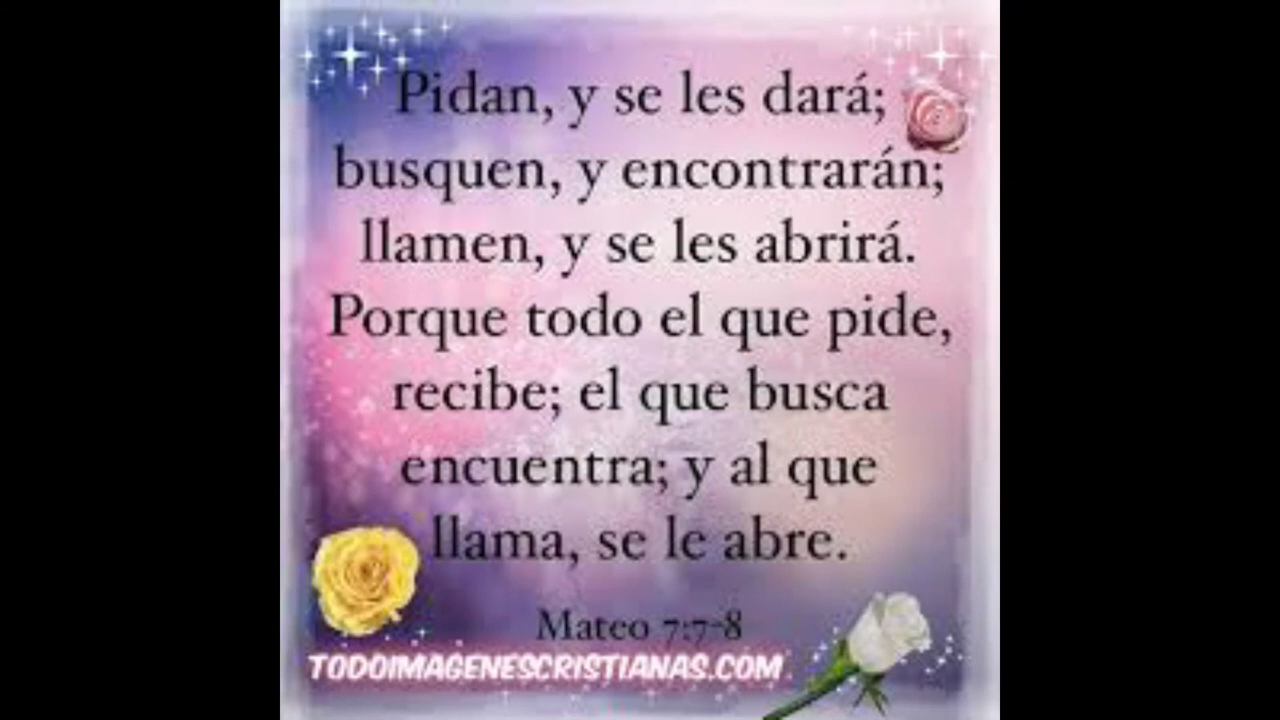 Pidan, y se les dará;
busquen, y encontrarán;
llamen, y se les abrirá.
Porque todo el que pide,
recibe; el que busca
encuentra; y al que
llama, se le abre.
Mateo 7:7-8
TODOIMAGENESCRISTIANAS.COM